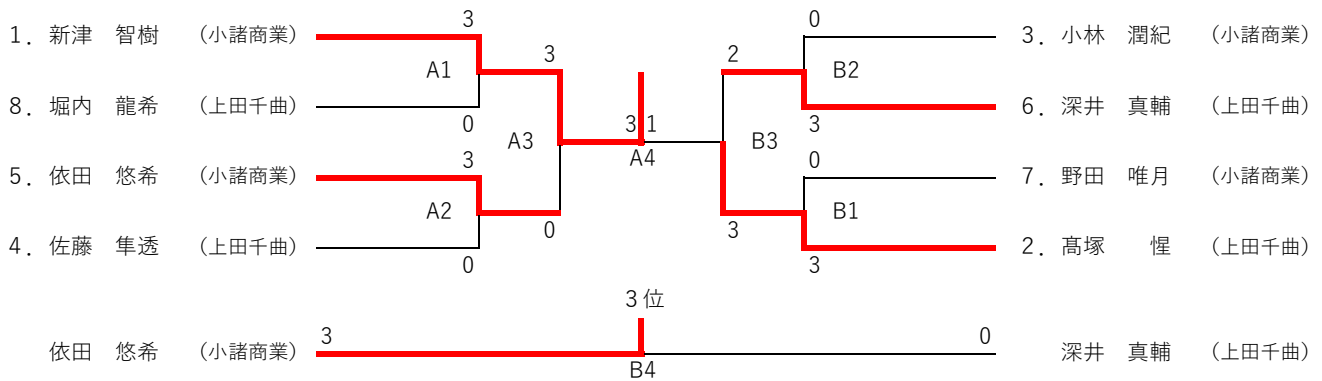 3 0
1. 新津　智樹 （小諸商業） 3. 小林　潤紀 （小諸商業）
3 2
A1 B2
8. 堀内　龍希 （上田千曲） 6. 深井　真輔 （上田千曲）
0 3 1 3
A3 B3
3 A4 0
5. 依田　悠希 （小諸商業） 7. 野田　唯月 （小諸商業）
A2 B1
0 3
4. 佐藤　隼透 （上田千曲） 2. 髙塚　　惺 （上田千曲）
0 3
3位
3 0
依田　悠希 （小諸商業） 深井　真輔 （上田千曲）
B4